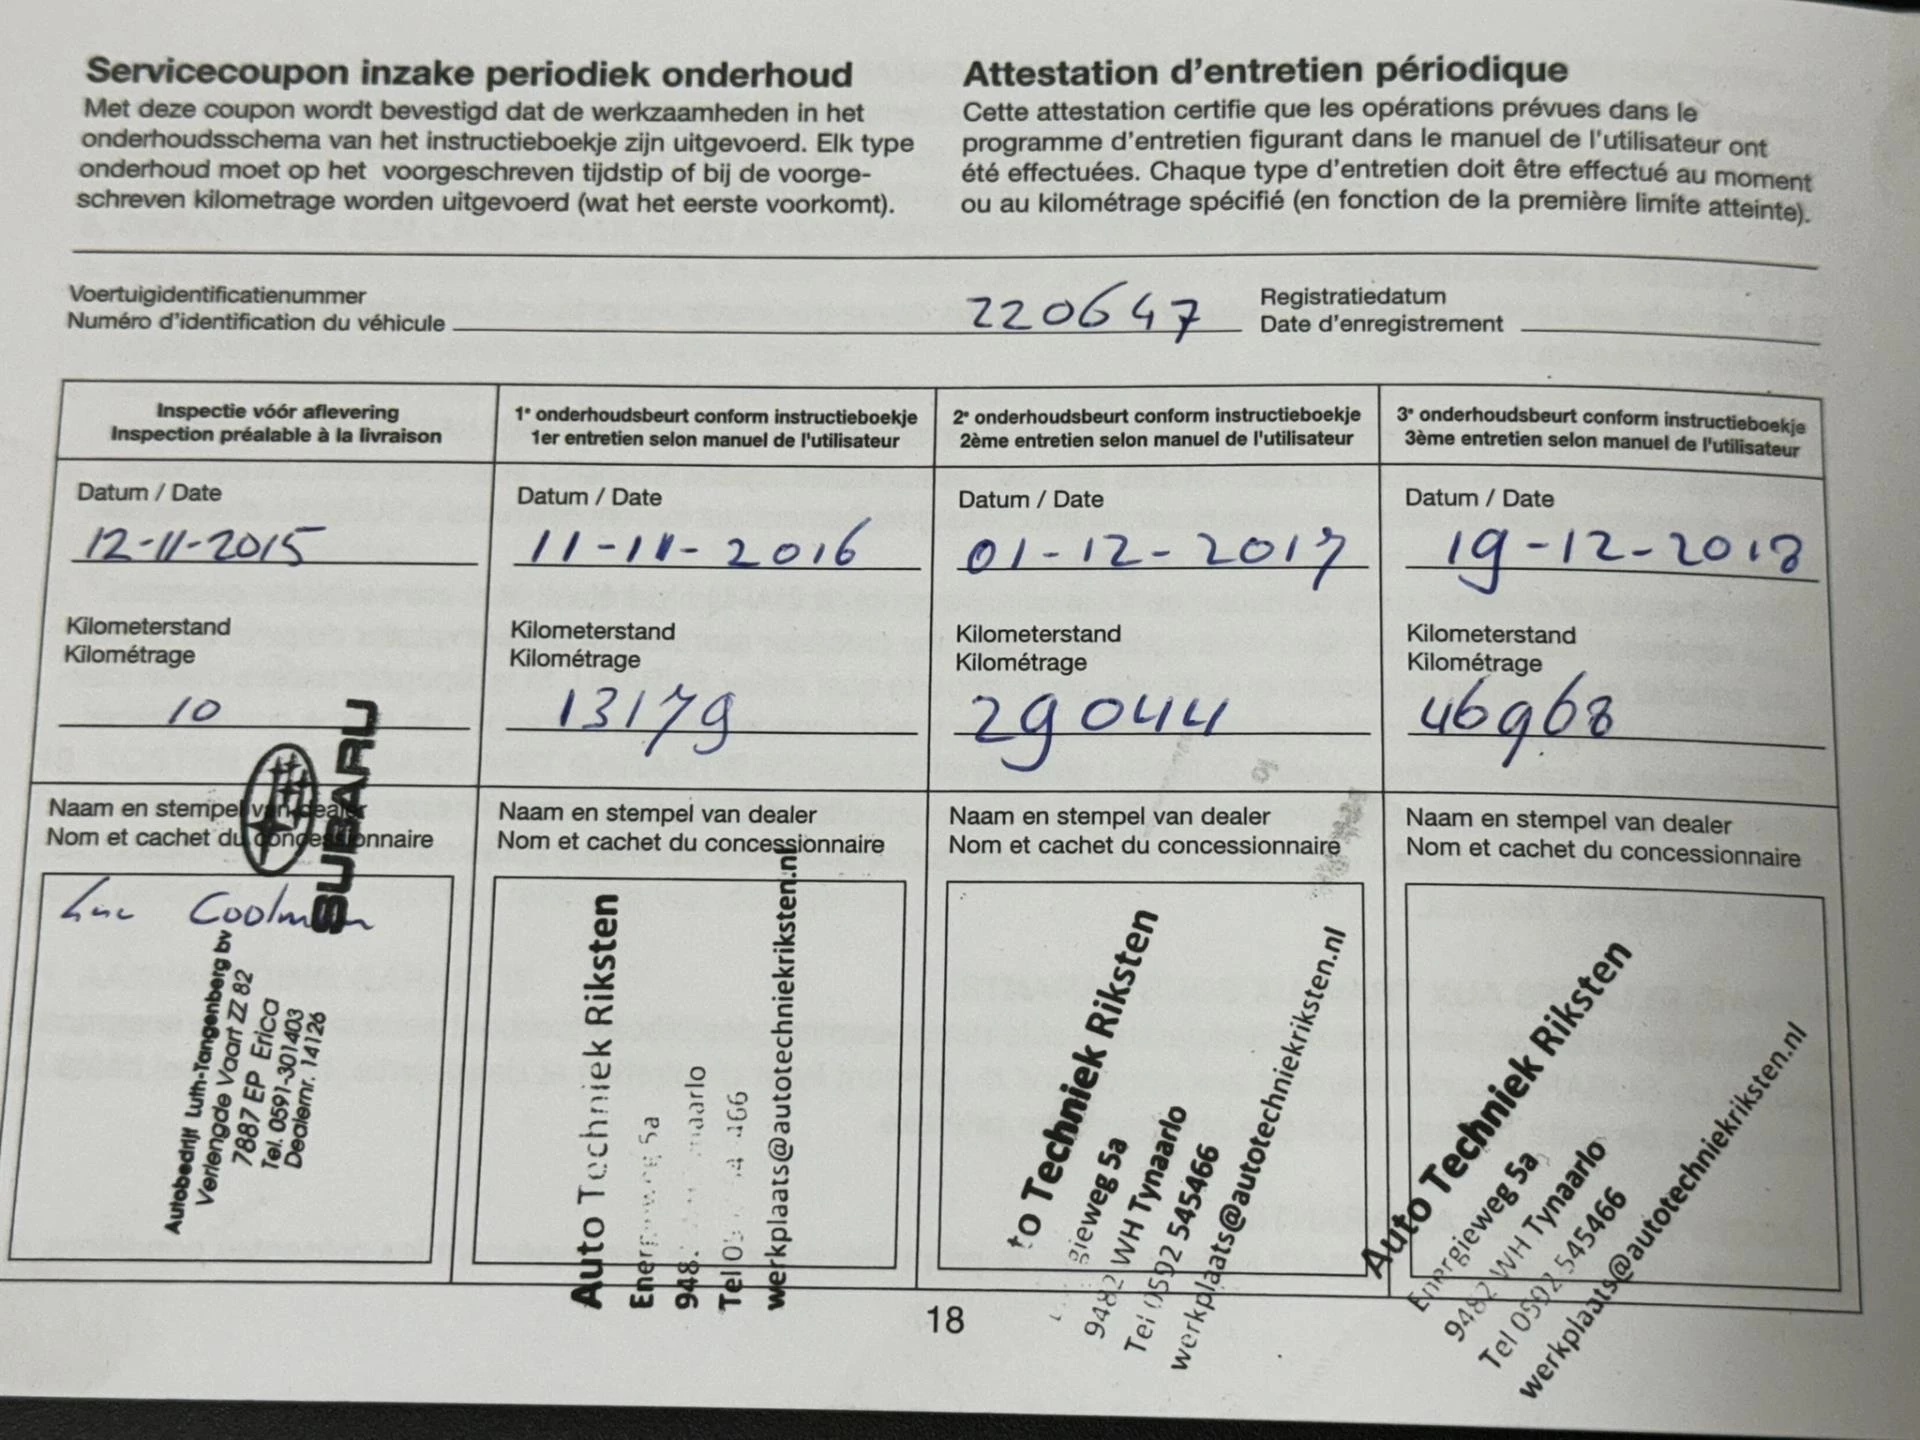 Servicecoupon inzake periodiek onderhoud
Met deze coupon wordt bevestigd dat de werkzaamheden in het
onderhoudsschema van het instructieboekje zijn uitgevoerd. Elk type
onderhoud moet op het voorgeschreven tijdstip of bij de voorge-
schreven kilometrage worden uitgevoerd (wat het eerste voorkomt).
Attestation d'entretien périodique
Cette attestation certifie que les opérations prévues dans le
programme d'entretien figurant dans le manuel de l'utilisateur ont
été effectuées. Chaque type d'entretien doit être effectué au moment
ou au kilométrage spécifié (en fonction de la première limite atteinte).
Voertuigidentificatienummer
Numéro d'identification du véhicule 220647
Registratiedatum
Date d'enregistrement
Inspectie vóór aflevering
Inspection préalable à la livraison
Datum / Date
12-11-2015
Kilometerstand
Kilométrage
10
Naam en stempel van dealer
Nom et cachet du concessionnaire
SUBARU
Luc Coolman
Autobedrijf Luth-Tangenberg bv
Verlengde Vaart ZZ 82
7887 EP Erica
Tel. 0591-301403
Dealernr. 14126
1e onderhoudsbeurt conform instructieboekje
1er entretien selon manuel de l'utilisateur
Datum / Date
11-11-2016
Kilometerstand
Kilométrage
13179
Naam en stempel van dealer
Nom et cachet du concessionnaire
Auto Techniek Riksten
5a
werkplaats@autotechniekriksten.nl
2e onderhoudsbeurt conform instructieboekje
2ème entretien selon manuel de l'utilisateur
Datum / Date
01-12-2017
Kilometerstand
Kilométrage
29044
Naam en stempel van dealer
Nom et cachet du concessionnaire
to Techniek Riksten
gieweg 5a
9482 WH Tynaarlo
Tel 0592 545466
werkplaats@autotechniekriksten.nl
3e onderhoudsbeurt conform instructieboekje
3ème entretien selon manuel de l'utilisateur
Datum / Date
19-12-2018
Kilometerstand
Kilométrage
46968
Naam en stempel van dealer
Nom et cachet du concessionnaire
Auto Techniek Riksten
Energieweg 5a
9482 WH Tynaarlo
Tel 0592 545466
werkplaats@autotechniekriksten.nl
18